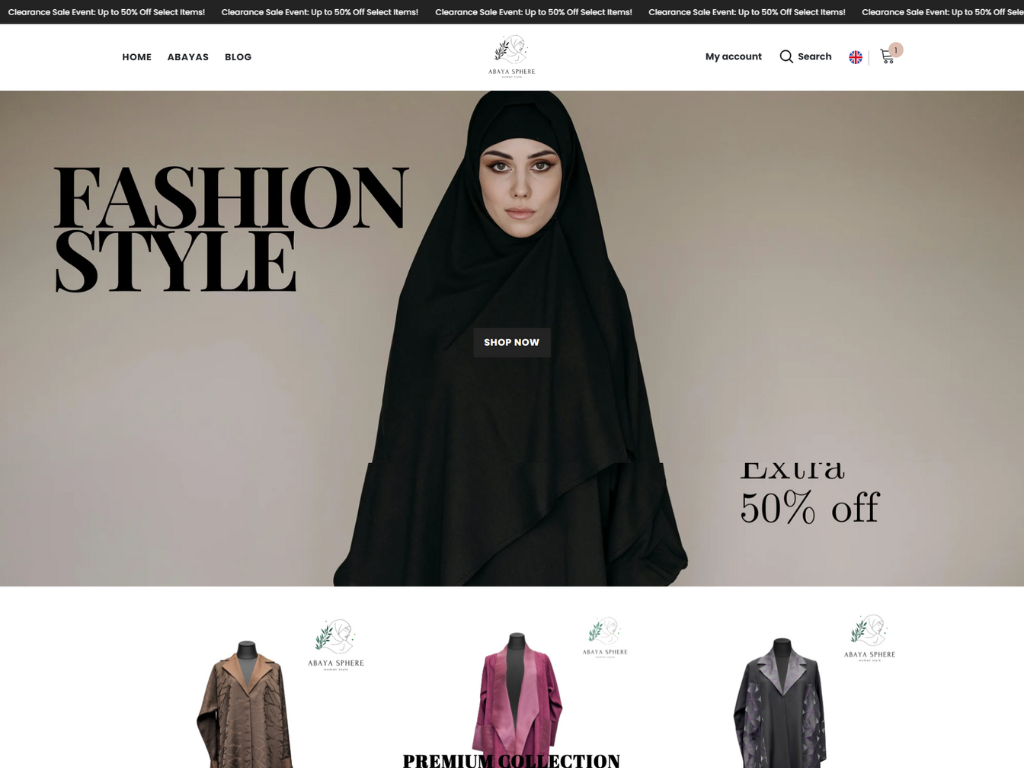 Clearance Sale Event: Up to 50% Off Select Items! Clearance Sale Event: Up to 50% Off Select Items! Clearance Sale Event: Up to 50% Off Select Items! Clearance Sale Event: Up to 50% Off Select Items! Clearance Sale Event: Up to 50% Off Sele
HOME ABAYAS BLOG
ABAYA SPHERE
My account Search 1
FASHION
STYLE
SHOP NOW
Extra
50% off
ABAYA SPHERE
ABAYA SPHERE
ABAYA SPHERE
PREMIUM COLLECTION